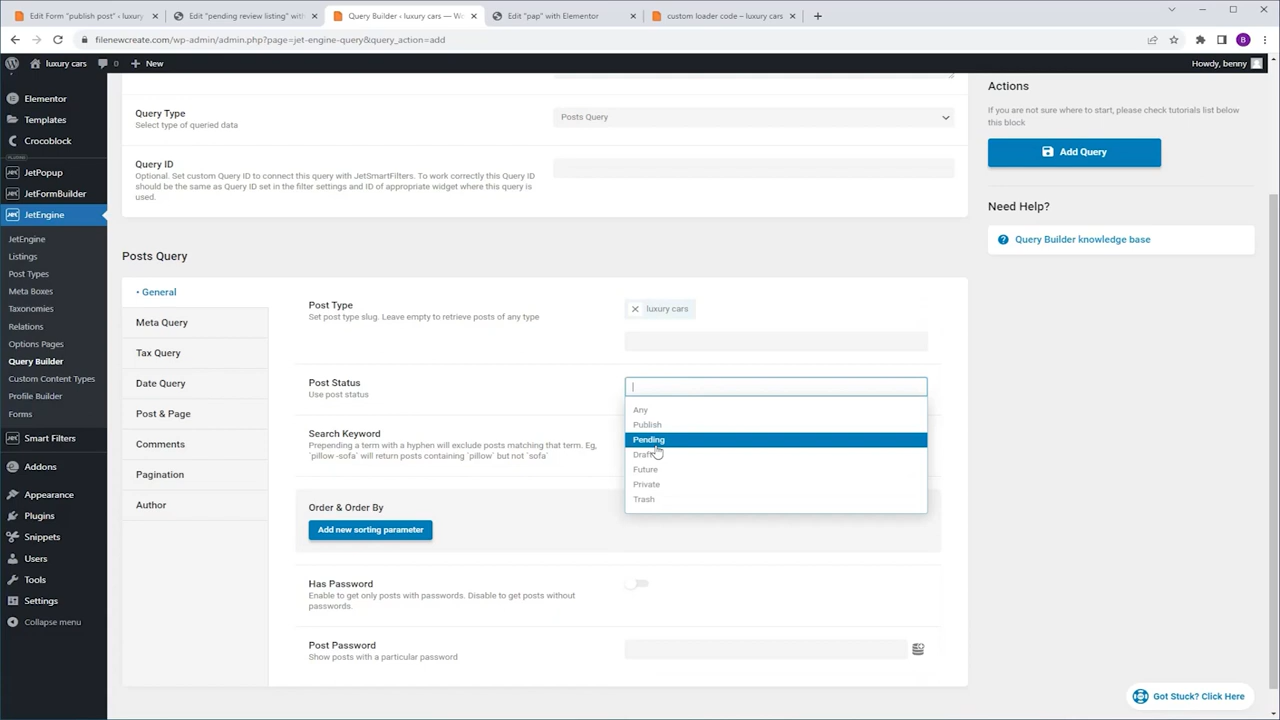 Edit Form "publish post" ‹ luxury
Edit "pending review listing" with
Query Builder ‹ luxury cars — W
Edit "pap" with Elementor
custom loader code – luxury cars
filenewcreate.com/wp-admin/admin.php?page=jet-engine-query&query_action=add
B
luxury cars
0
New
Howdy, benny
Elementor
Templates
Crocoblock
JetPopup
JetFormBuilder
JetEngine
JetEngine
Listings
Post Types
Meta Boxes
Taxonomies
Relations
Options Pages
Query Builder
Custom Content Types
Profile Builder
Forms
Smart Filters
Addons
Appearance
Plugins
Snippets
Users
Tools
Settings
Collapse menu
Query Type
Select type of queried data
Posts Query
Query ID
Optional. Set custom Query ID to connect this query with JetSmartFilters. To work correctly this Query ID
should be the same as Query ID set in the filter settings and ID of appropriate widget where this query is
used.
Posts Query
• General
Meta Query
Tax Query
Date Query
Post & Page
Comments
Pagination
Author
Post Type
Set post type slug. Leave empty to retrieve posts of any type
luxury cars
Post Status
Use post status
Any
Publish
Pending
Draft
Future
Private
Trash
Search Keyword
Prepending a term with a hyphen will exclude posts matching that term. Eg,
`pillow -sofa` will return posts containing `pillow` but not `sofa`
Order & Order By
Add new sorting parameter
Has Password
Enable to get only posts with passwords. Disable to get posts without
passwords.
Post Password
Show posts with a particular password
Actions
If you are not sure where to start, please check tutorials list below
this block
Add Query
Need Help?
Query Builder knowledge base
Got Stuck? Click Here